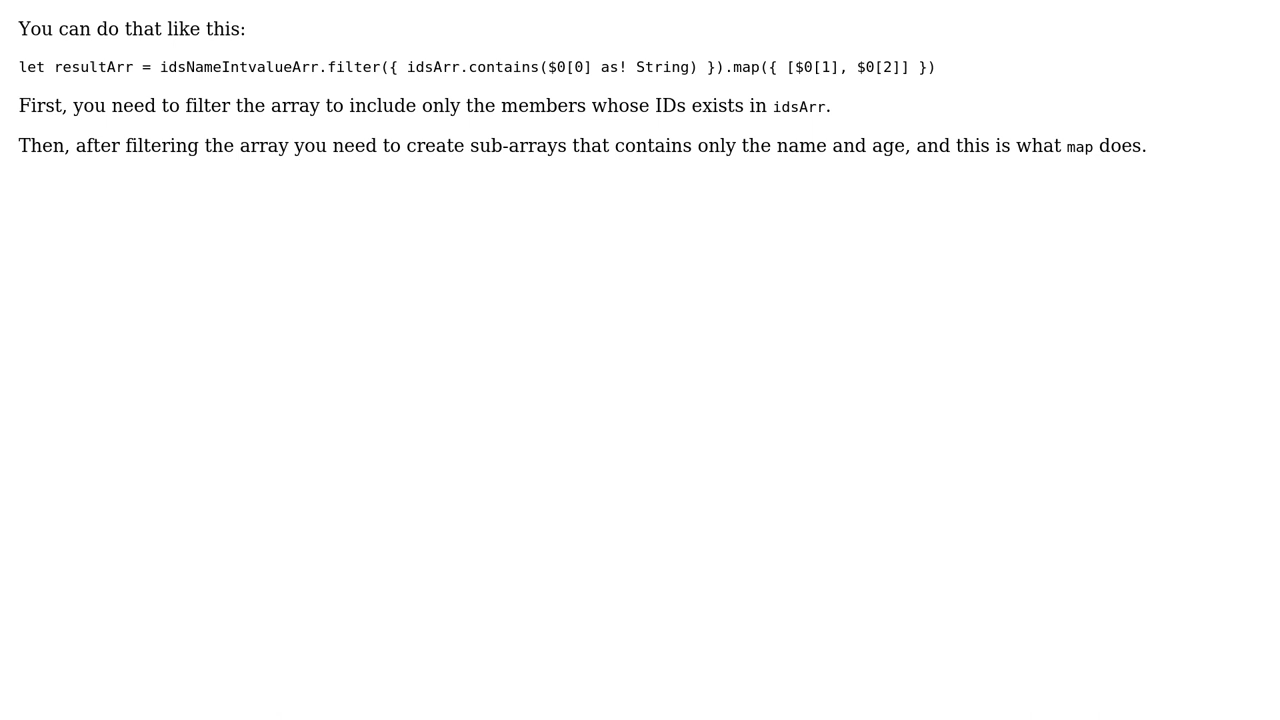 You can do that like this:
let resultArr = idsNameIntvalueArr.filter({ idsArr.contains($0[0] as! String) }).map({ [$0[1], $0[2]] })
First, you need to filter the array to include only the members whose IDs exists in idsArr.
Then, after filtering the array you need to create sub-arrays that contains only the name and age, and this is what map does.